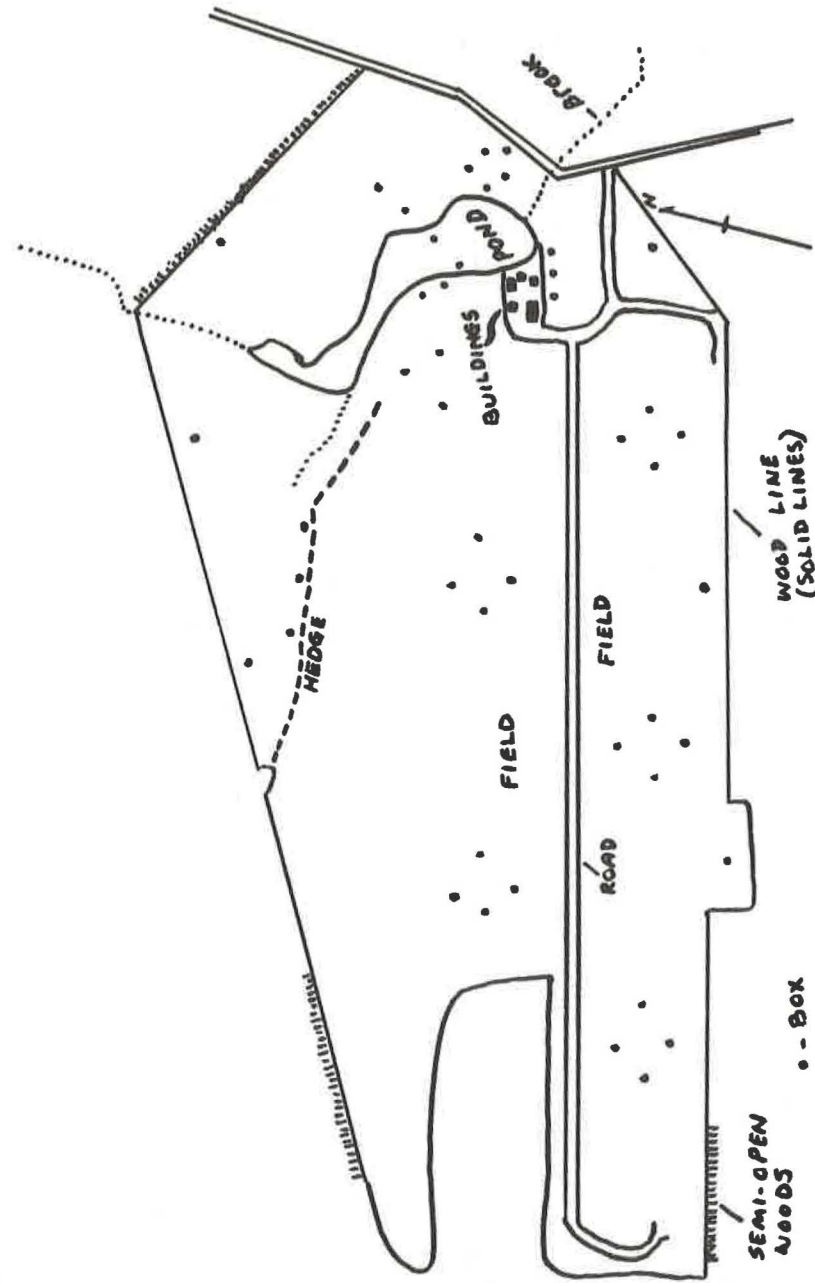 BROOK
N
POND
BUILDINGS
HEDGE
FIELD
FIELD
ROAD
WOOD LINE
(SOLID LINES)
SEMI-OPEN
WOODS
• - BOX